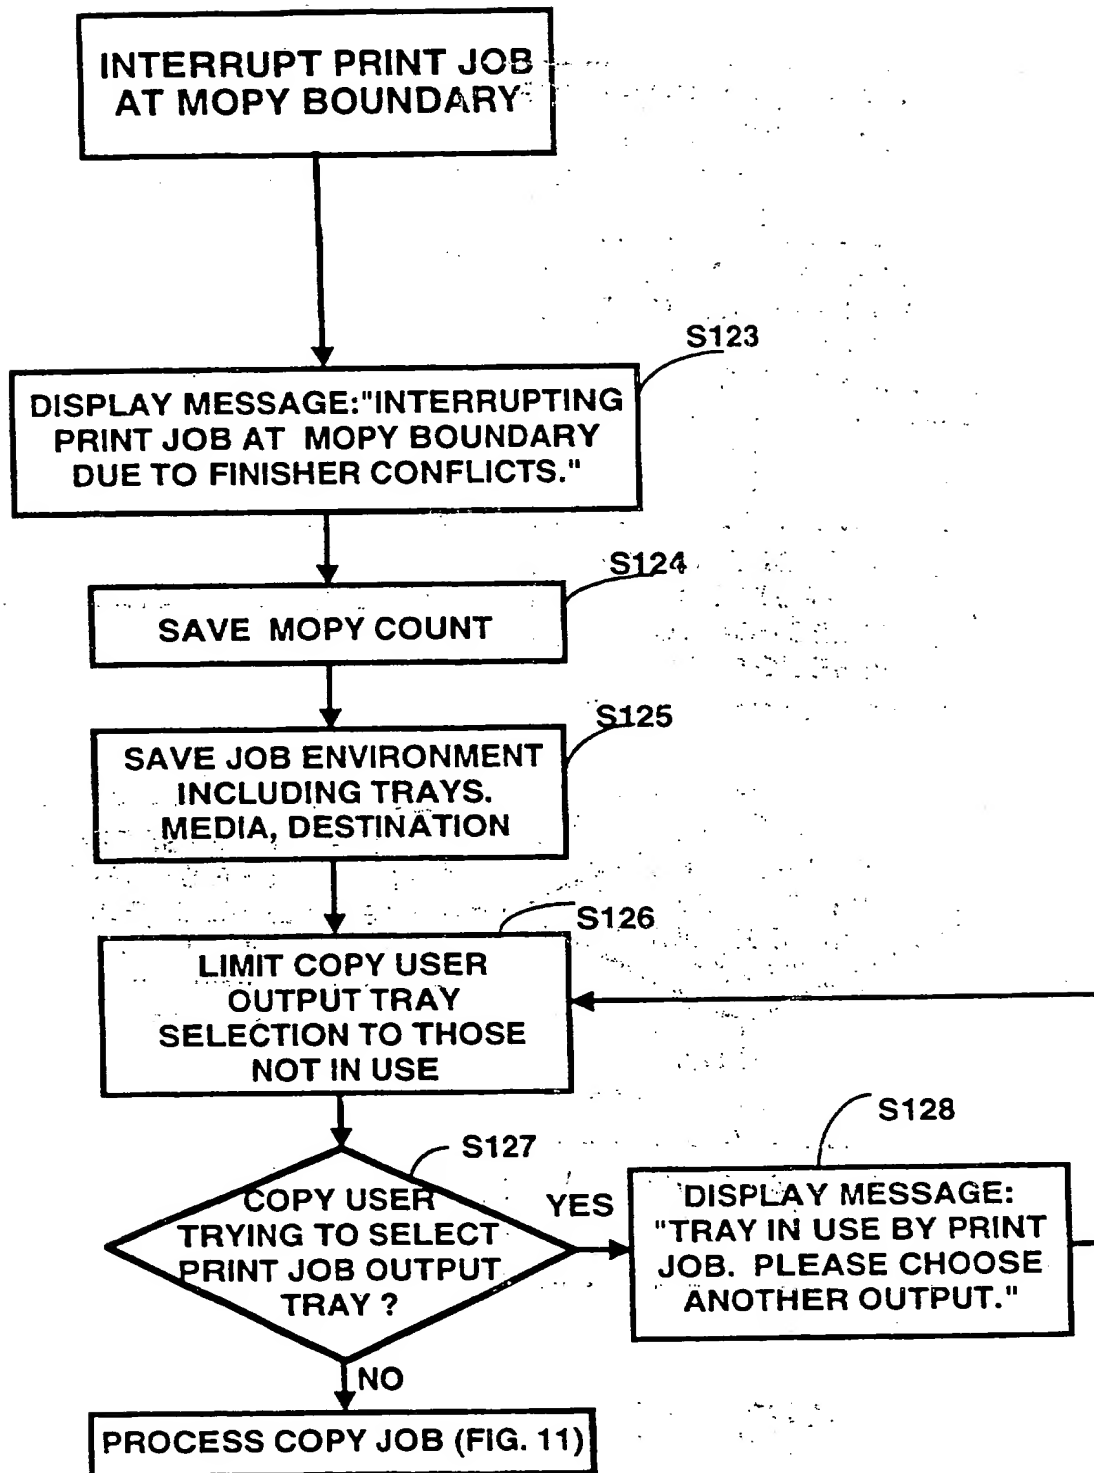 INTERRUPT PRINT JOB
AT MOPY BOUNDARY
S123
DISPLAY MESSAGE:"INTERRUPTING
PRINT JOB AT MOPY BOUNDARY
DUE TO FINISHER CONFLICTS."
S124
SAVE MOPY COUNT
S125
SAVE JOB ENVIRONMENT
INCLUDING TRAYS.
MEDIA, DESTINATION
S126
LIMIT COPY USER
OUTPUT TRAY
SELECTION TO THOSE
NOT IN USE
S127
COPY USER
TRYING TO SELECT
PRINT JOB OUTPUT
TRAY ?
YES
S128
DISPLAY MESSAGE:
"TRAY IN USE BY PRINT
JOB. PLEASE CHOOSE
ANOTHER OUTPUT."
NO
PROCESS COPY JOB (FIG. 11)